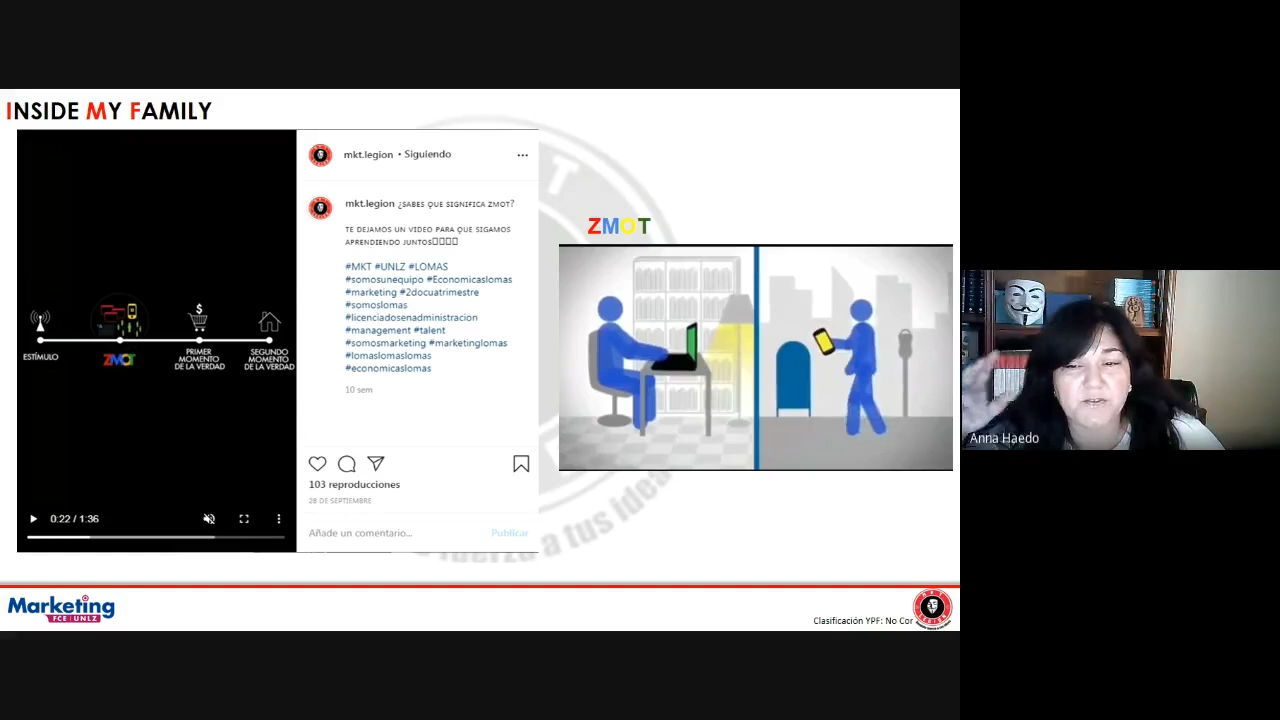 INSIDE MY FAMILY
mkt.legion • Siguiendo
mkt.legion ¿SABES QUE SIGNIFICA ZMOT?
TE DEJAMOS UN VIDEO PARA QUE SIGAMOS
APRENDIENDO JUNTOS
#MKT #UNLZ #LOMAS
#somosunequipo #Economicaslomas
#marketing #2docuatrimestre
#somoslomas
#licenciadosenadministracion
#management #talent
#somosmarketing #marketinglomas
#lomaslomaslomas
#economicaslomas
10 sem
103 reproducciones
28 DE SEPTIEMBRE
Añade un comentario...
Publicar
ESTÍMULO
ZMOT
PRIMER
MOMENTO
DE LA VERDAD
SEGUNDO
MOMENTO
DE LA VERDAD
0:22 / 1:36
ZMOT
fuerza a tus idea
Anna Haedo
Marketing
FCE UNLZ
Clasificación YPF: No Cor